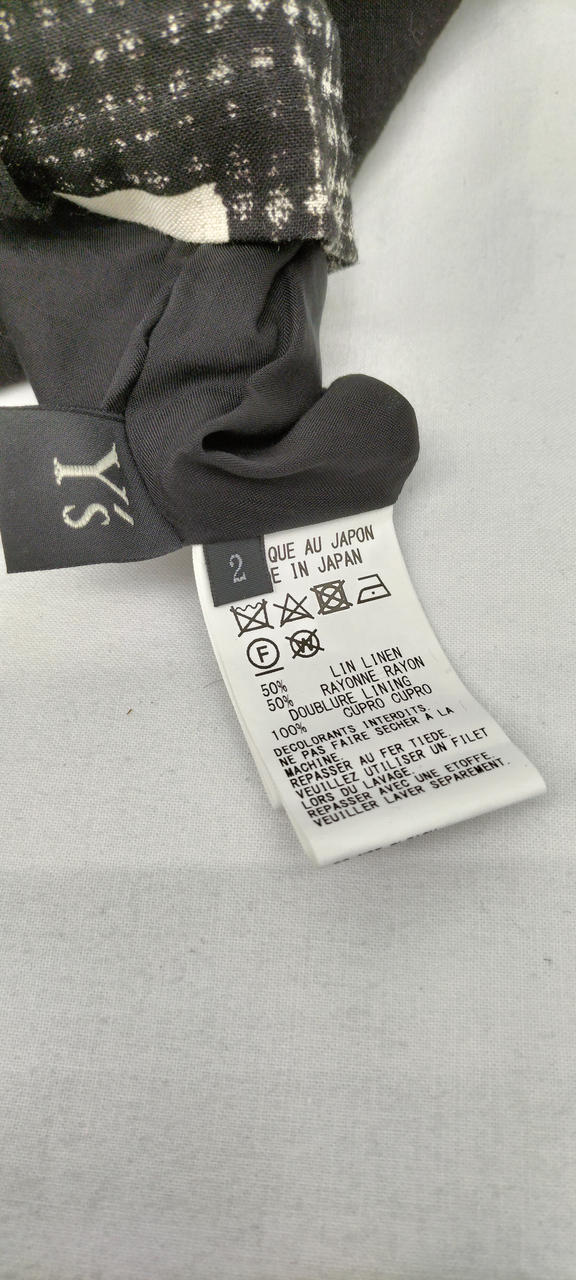 Y's
2
QUE AU JAPON
E IN JAPAN
F
W
50% LIN LINEN
50% RAYONNE RAYON
DOUBLURE LINING
100% CUPRO CUPRO
DECOLORANTS INTERDITS.
NE PAS FAIRE SECHER A LA
MACHINE.
REPASSER AU FER TIEDE.
VEUILLEZ UTILISER UN FILET
LORS DU LAVAGE.
REPASSER AVEC UNE ETOFFE.
VEUILLER LAVER SEPAREMENT.